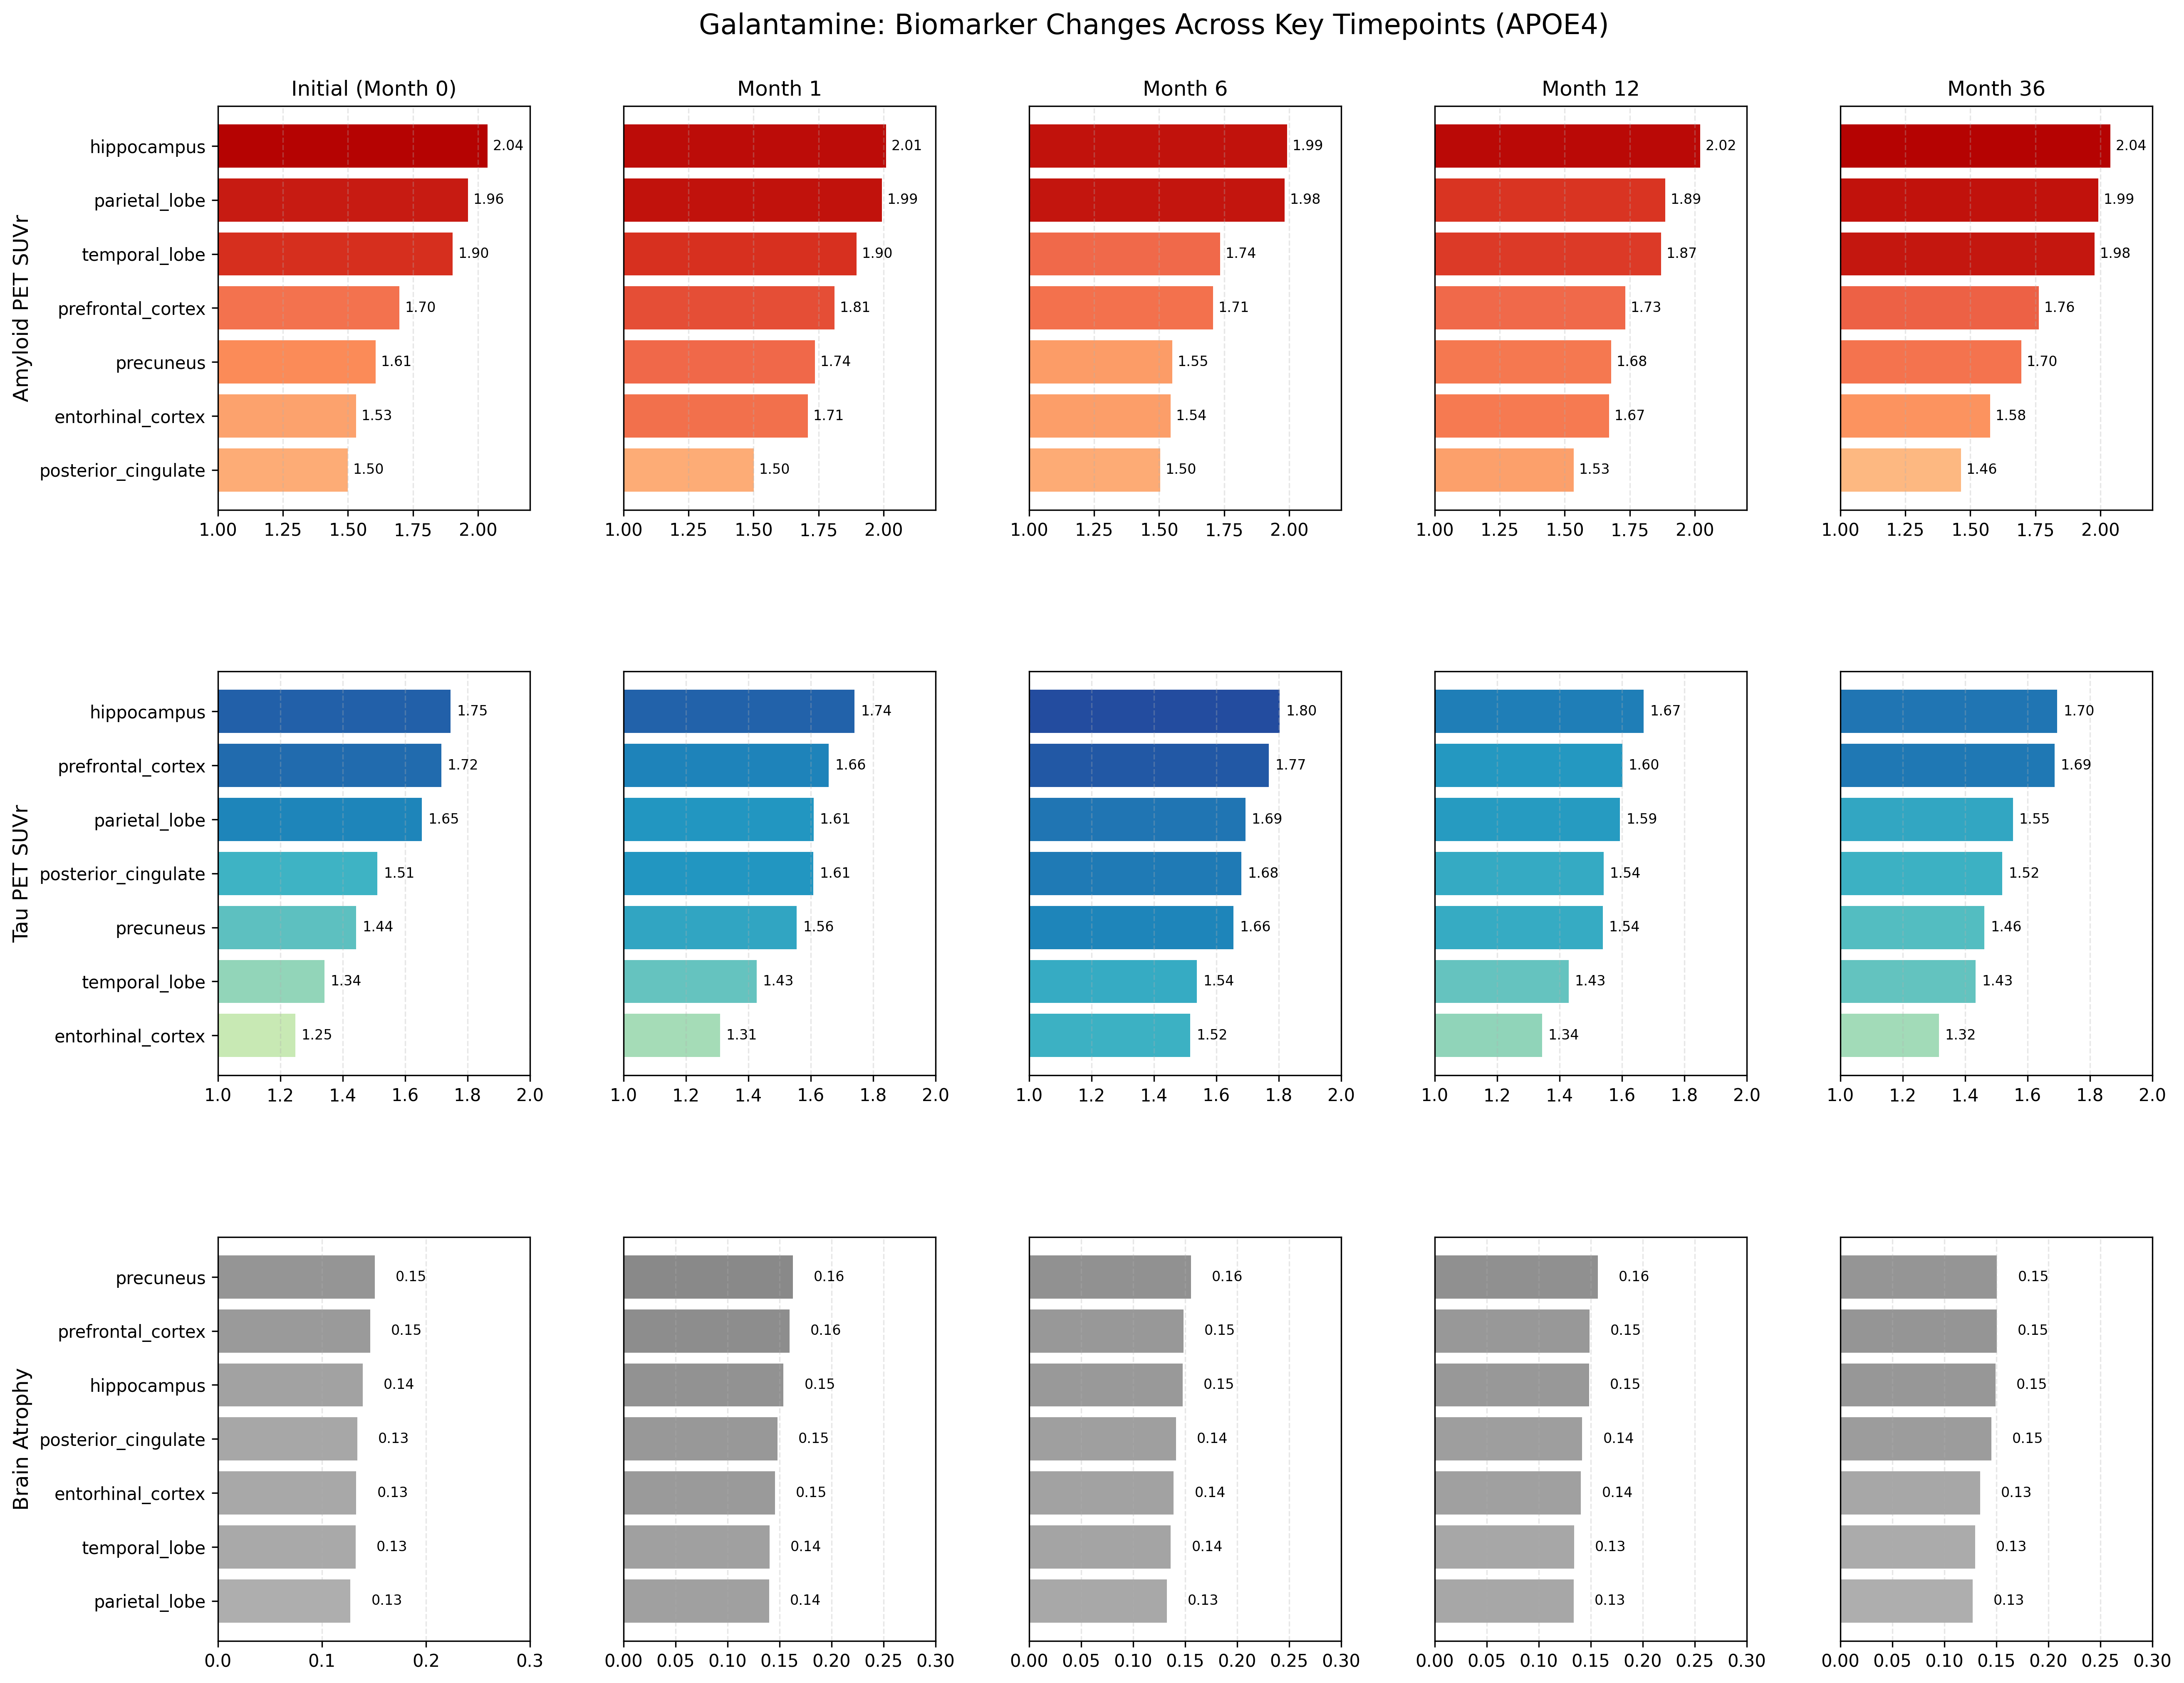 Galantamine: Biomarker Changes Across Key Timepoints (APOE4)
Initial (Month 0)
Month 1
Month 6
Month 12
Month 36
Amyloid PET SUVr
hippocampus 2.04 2.01 1.99 2.02 2.04
parietal_lobe 1.96 1.99 1.98 1.89 1.99
temporal_lobe 1.90 1.90 1.74 1.87 1.98
prefrontal_cortex 1.70 1.81 1.71 1.73 1.76
precuneus 1.61 1.74 1.55 1.68 1.70
entorhinal_cortex 1.53 1.71 1.54 1.67 1.58
posterior_cingulate 1.50 1.50 1.50 1.53 1.46
1.00 1.25 1.50 1.75 2.00 1.00 1.25 1.50 1.75 2.00 1.00 1.25 1.50 1.75 2.00 1.00 1.25 1.50 1.75 2.00 1.00 1.25 1.50 1.75 2.00
Tau PET SUVr
hippocampus 1.75 1.74 1.80 1.67 1.70
prefrontal_cortex 1.72 1.66 1.77 1.60 1.69
parietal_lobe 1.65 1.61 1.69 1.59 1.55
posterior_cingulate 1.51 1.61 1.68 1.54 1.52
precuneus 1.44 1.56 1.66 1.54 1.46
temporal_lobe 1.34 1.43 1.54 1.43 1.43
entorhinal_cortex 1.25 1.31 1.52 1.34 1.32
1.0 1.2 1.4 1.6 1.8 2.0 1.0 1.2 1.4 1.6 1.8 2.0 1.0 1.2 1.4 1.6 1.8 2.0 1.0 1.2 1.4 1.6 1.8 2.0 1.0 1.2 1.4 1.6 1.8 2.0
Brain Atrophy
precuneus 0.15 0.16 0.16 0.16 0.15
prefrontal_cortex 0.15 0.16 0.15 0.15 0.15
hippocampus 0.14 0.15 0.15 0.15 0.15
posterior_cingulate 0.13 0.15 0.14 0.14 0.15
entorhinal_cortex 0.13 0.15 0.14 0.14 0.13
temporal_lobe 0.13 0.14 0.14 0.13 0.13
parietal_lobe 0.13 0.14 0.13 0.13 0.13
0.0 0.1 0.2 0.3 0.00 0.05 0.10 0.15 0.20 0.25 0.30 0.00 0.05 0.10 0.15 0.20 0.25 0.30 0.00 0.05 0.10 0.15 0.20 0.25 0.30 0.00 0.05 0.10 0.15 0.20 0.25 0.30